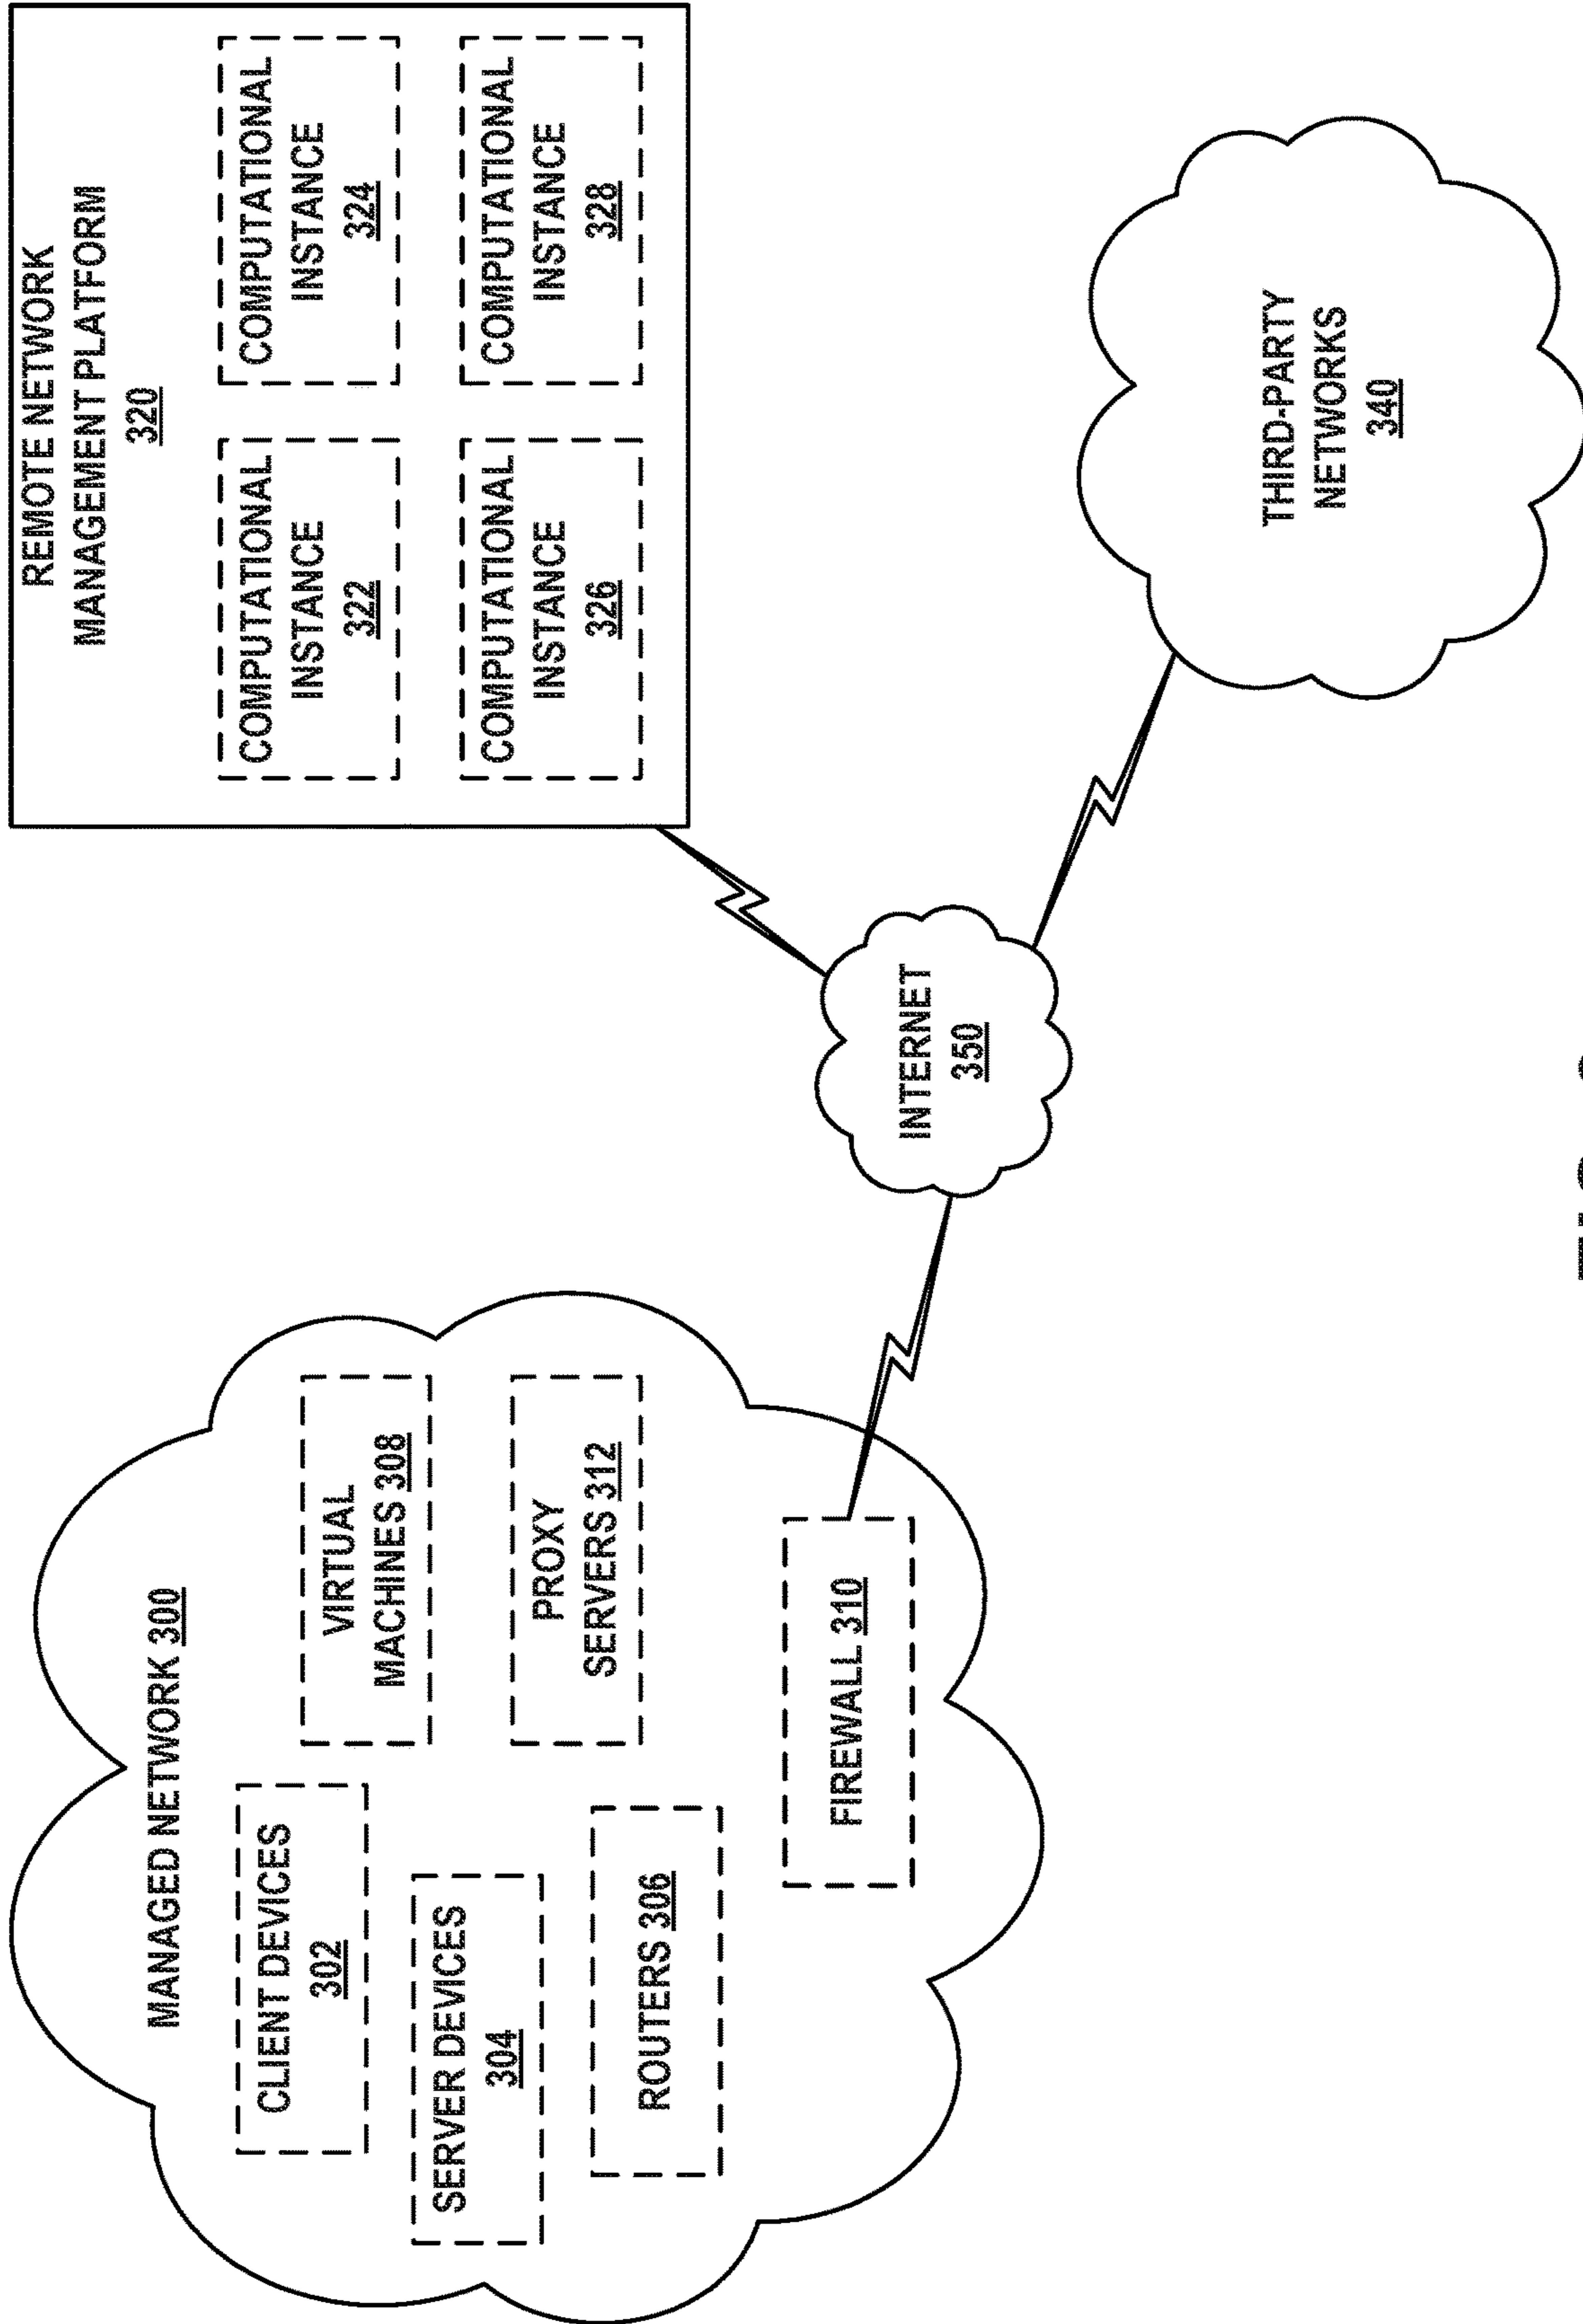 MANAGED NETWORK 300
CLIENT DEVICES
302
VIRTUAL
MACHINES 308
SERVER DEVICES
304
PROXY
SERVERS 312
ROUTERS 306
FIREWALL 310
INTERNET
350
REMOTE NETWORK
MANAGEMENT PLATFORM
320
COMPUTATIONAL
INSTANCE
322
COMPUTATIONAL
INSTANCE
324
COMPUTATIONAL
INSTANCE
326
COMPUTATIONAL
INSTANCE
328
THIRD-PARTY
NETWORKS
340